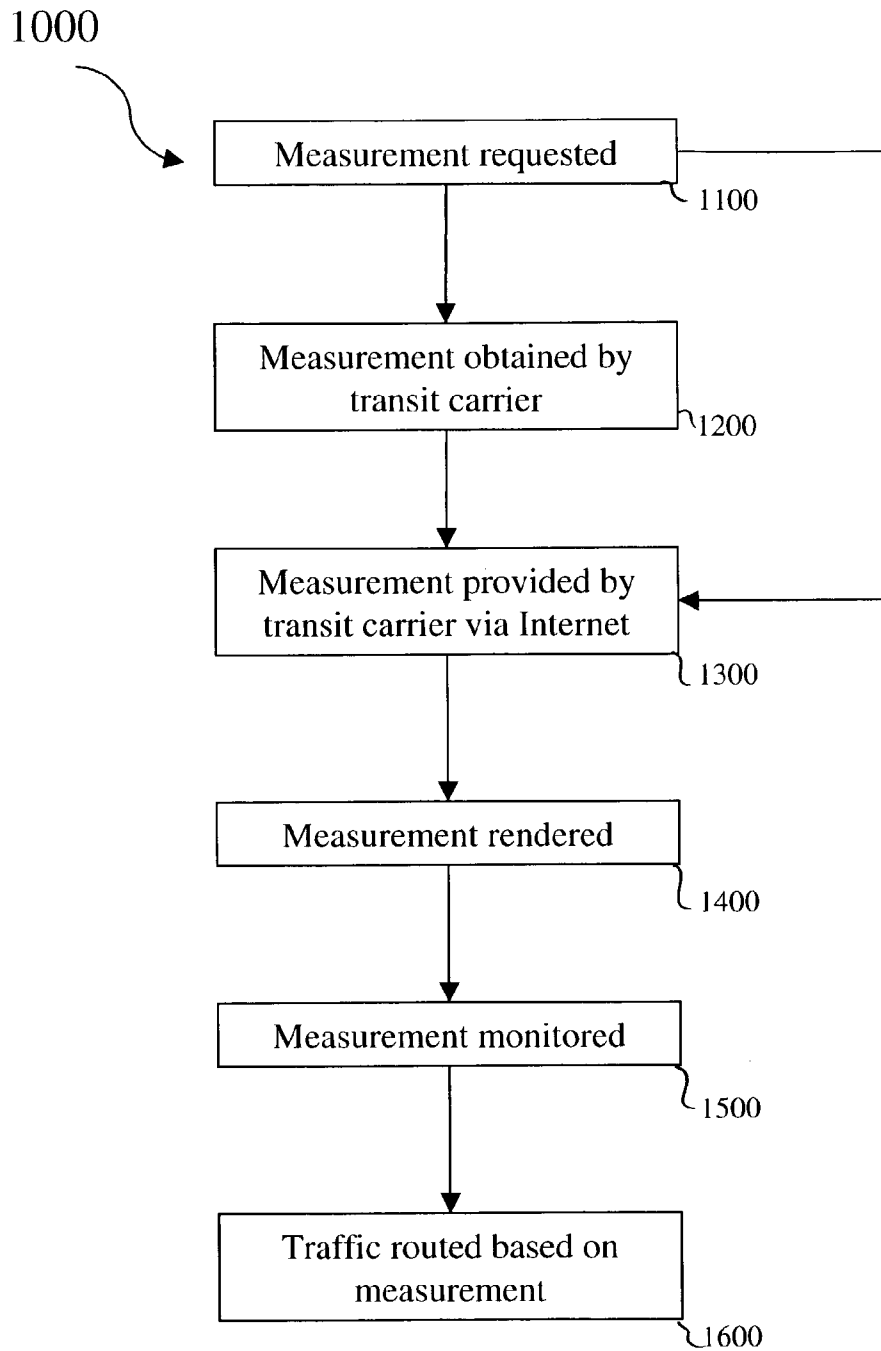 1000
Measurement requested
1100
Measurement obtained by
transit carrier
1200
Measurement provided by
transit carrier via Internet
1300
Measurement rendered
1400
Measurement monitored
1500
Traffic routed based on
measurement
1600